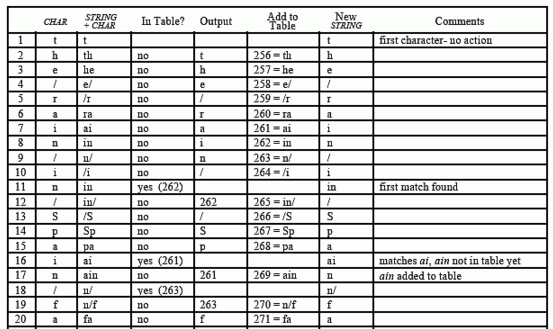 CHAR STRING + CHAR In Table? Output Add to Table New STRING Comments
1 t t t first character- no action
2 h th no t 256 = th h
3 e he no h 257 = he e
4 / e/ no e 258 = e/ /
5 r /r no / 259 = /r r
6 a ra no r 260 = ra a
7 i ai no a 261 = ai i
8 n in no i 262 = in n
9 / n/ no n 263 = n/ /
10 i /i no / 264 = /i i
11 n in yes (262) in first match found
12 / in/ no 262 265 = in/ /
13 S /S no / 266 = /S S
14 p Sp no S 267 = Sp p
15 a pa no p 268 = pa a
16 i ai yes (261) ai matches ai, ain not in table yet
17 n ain no 261 269 = ain n ain added to table
18 / n/ yes (263) n/
19 f n/f no 263 270 = n/f f
20 a fa no f 271 = fa a